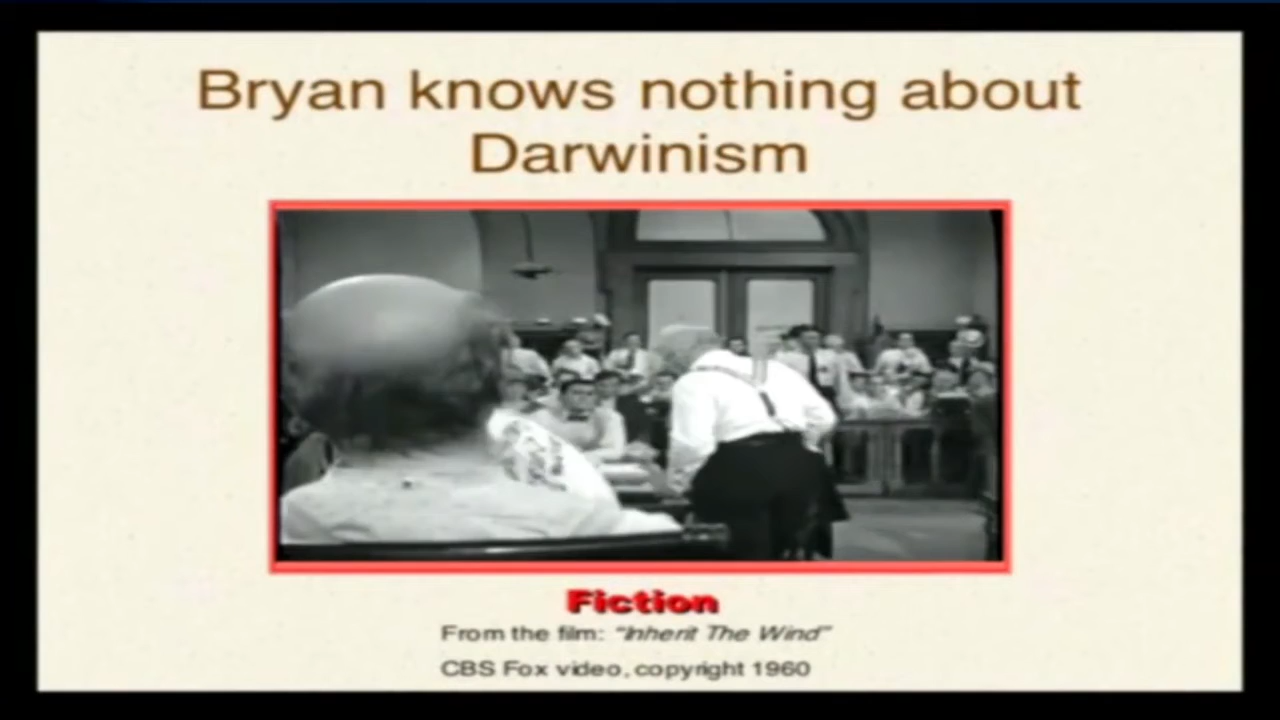 Bryan knows nothing about
Darwinism
Fiction
From the film: “Inherit The Wind”
CBS Fox video, copyright 1960